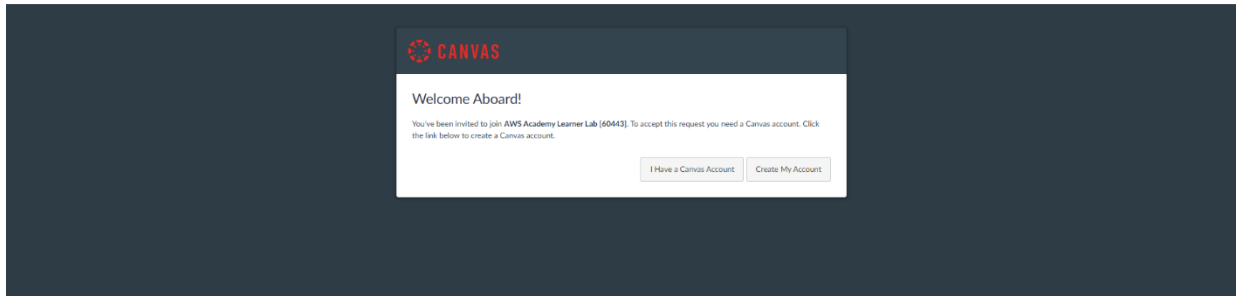 CANVAS
Welcome Aboard!
You've been invited to join AWS Academy Learner Lab [60443]. To accept this request you need a Canvas account. Click
the link below to create a Canvas account.
I Have a Canvas Account Create My Account